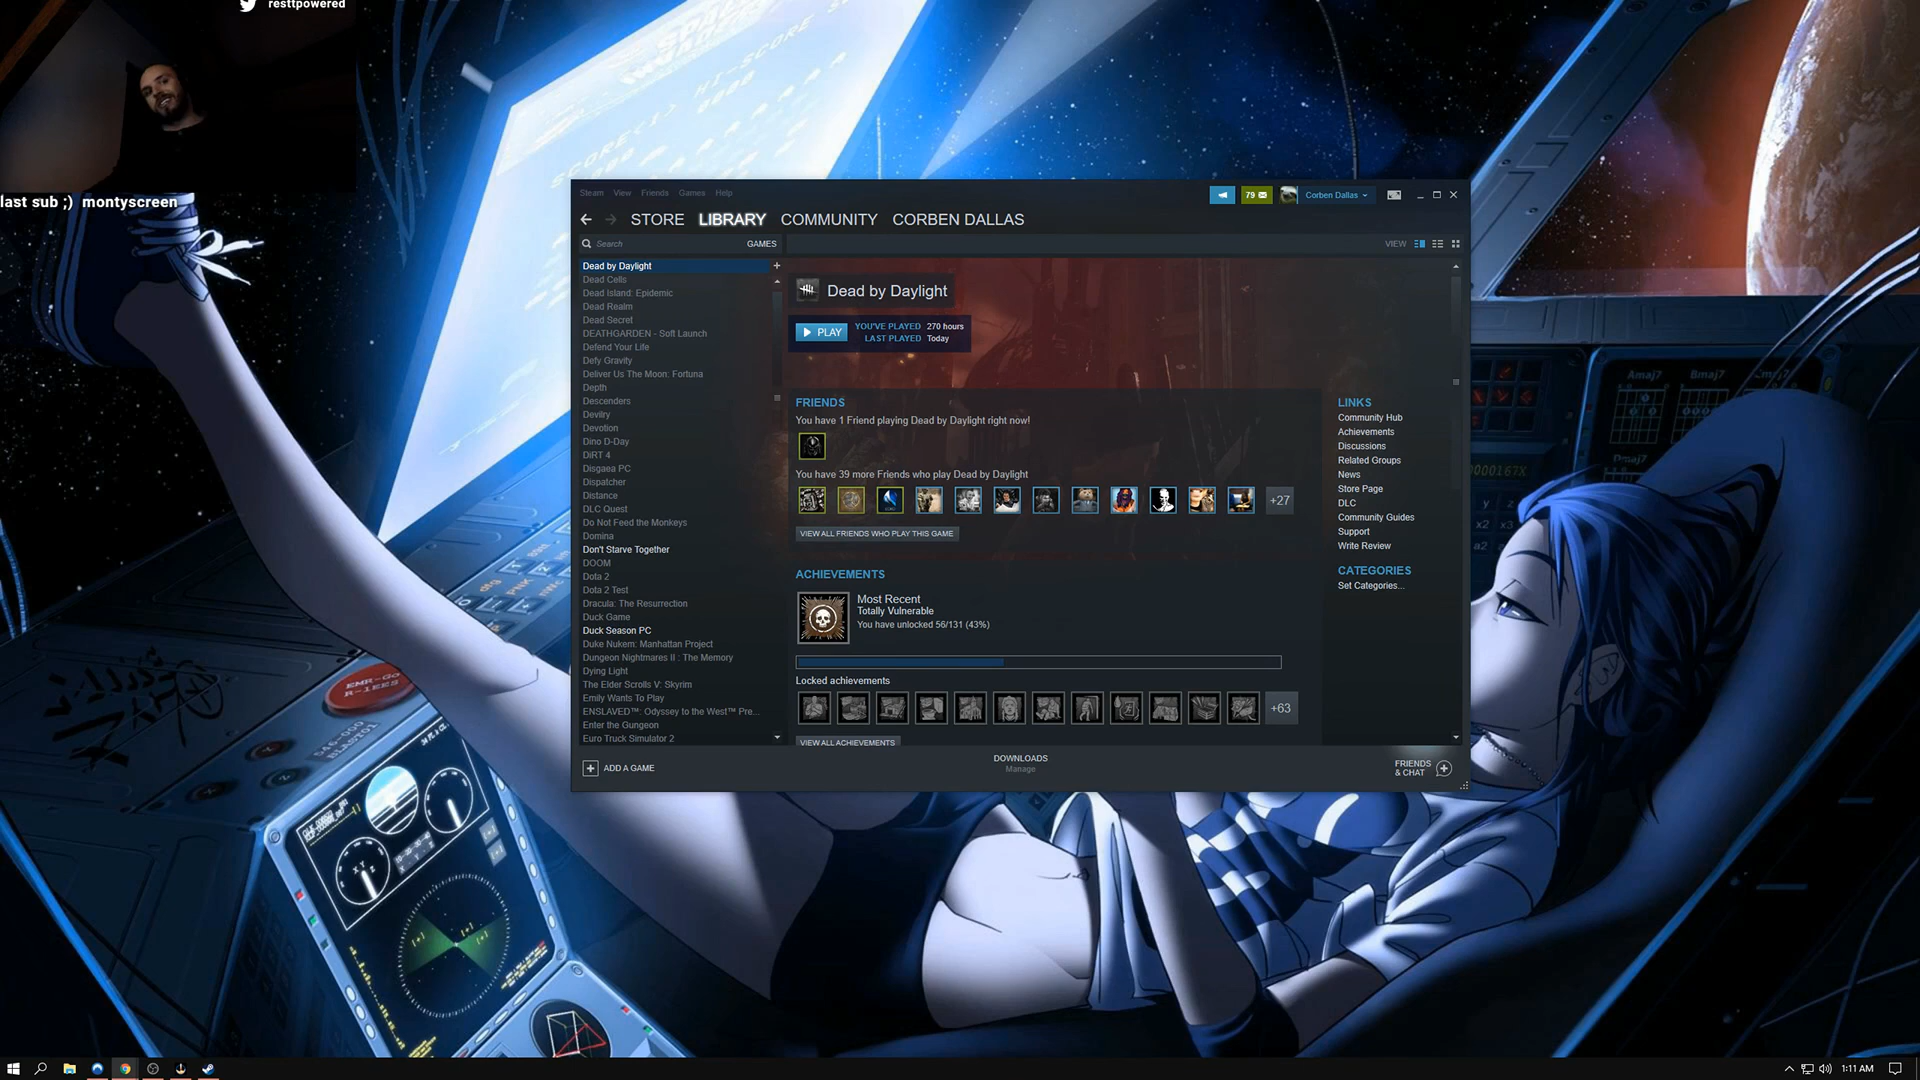 resttpowered
last sub ;) montyscreen
SCORE<1> HI-SCORE
0000
Steam View Friends Games Help
79
Corben Dallas
STORE LIBRARY COMMUNITY CORBEN DALLAS
Search
GAMES
VIEW
Dead by Daylight
Dead Cells
Dead Island: Epidemic
Dead Realm
Dead Secret
DEATHGARDEN - Soft Launch
Defend Your Life
Defy Gravity
Deliver Us The Moon: Fortuna
Depth
Descenders
Devilry
Devotion
Dino D-Day
DiRT 4
Disgaea PC
Dispatcher
Distance
DLC Quest
Do Not Feed the Monkeys
Domina
Don't Starve Together
DOOM
Dota 2
Dota 2 Test
Dracula: The Resurrection
Duck Game
Duck Season PC
Duke Nukem: Manhattan Project
Dungeon Nightmares II : The Memory
Dying Light
The Elder Scrolls V: Skyrim
Emily Wants To Play
ENSLAVED™: Odyssey to the West™ Pre...
Enter the Gungeon
Euro Truck Simulator 2
Dead by Daylight
PLAY
YOU'VE PLAYED 270 hours
LAST PLAYED Today
FRIENDS
You have 1 Friend playing Dead by Daylight right now!
You have 39 more Friends who play Dead by Daylight
+27
VIEW ALL FRIENDS WHO PLAY THIS GAME
ACHIEVEMENTS
Most Recent
Totally Vulnerable
You have unlocked 56/131 (43%)
Locked achievements
+63
VIEW ALL ACHIEVEMENTS
LINKS
Community Hub
Achievements
Discussions
Related Groups
News
Store Page
DLC
Community Guides
Support
Write Review
CATEGORIES
Set Categories...
ADD A GAME
DOWNLOADS
Manage
FRIENDS
& CHAT
Amaj7 Bmaj7
EMR-Go
R-1EES
1:11 AM